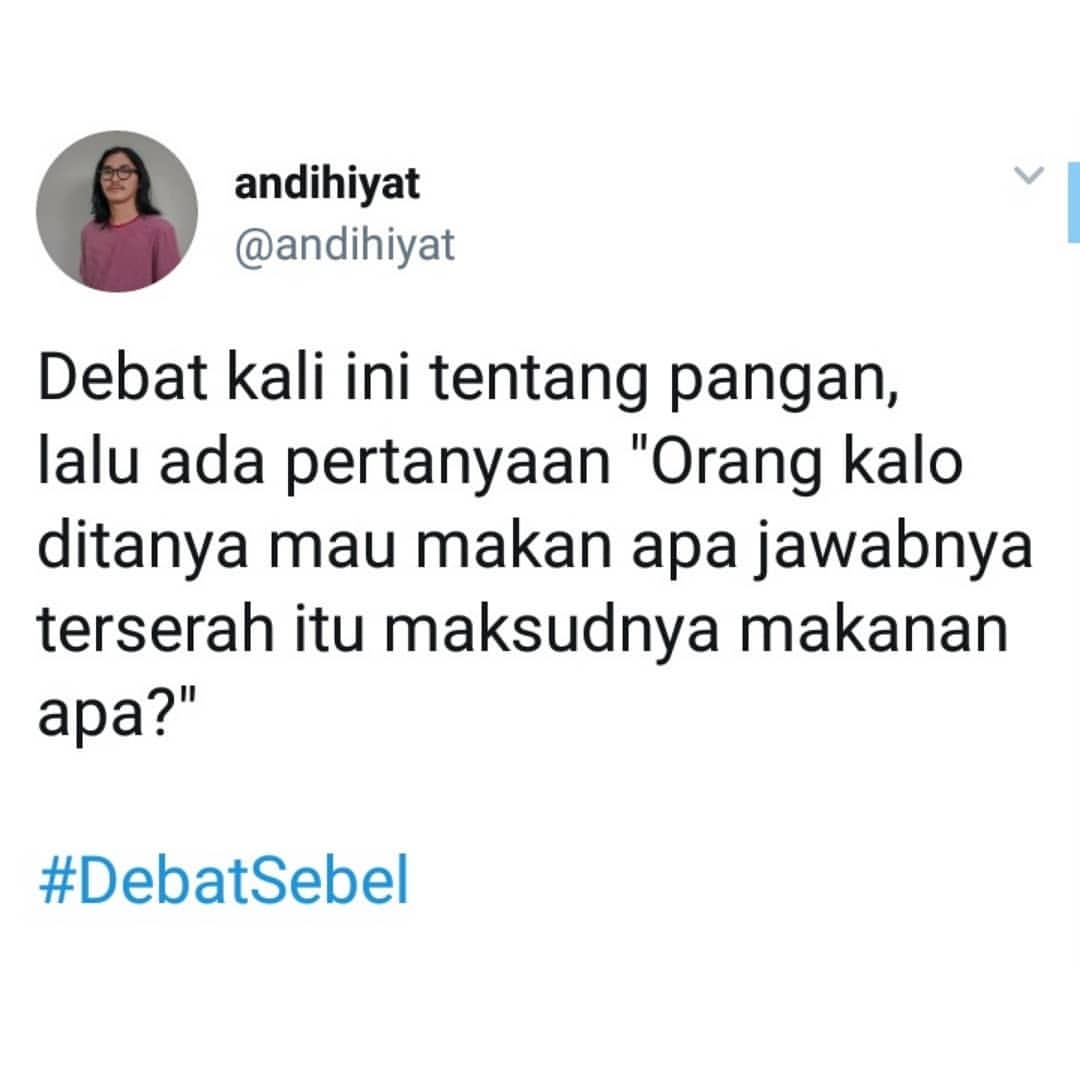 andihiyat
@andihiyat
Debat kali ini tentang pangan,
lalu ada pertanyaan "Orang kalo
ditanya mau makan apa jawabnya
terserah itu maksudnya makanan
apa?"
#DebatSebel